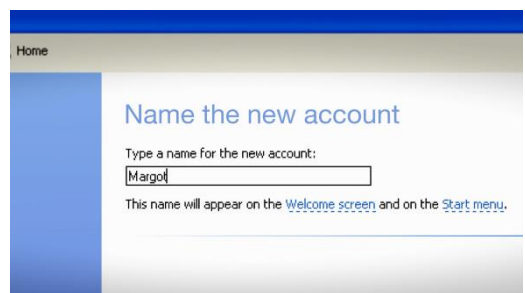 Home
Name the new account
Type a name for the new account:
Margot
This name will appear on the Welcome screen and on the Start menu.